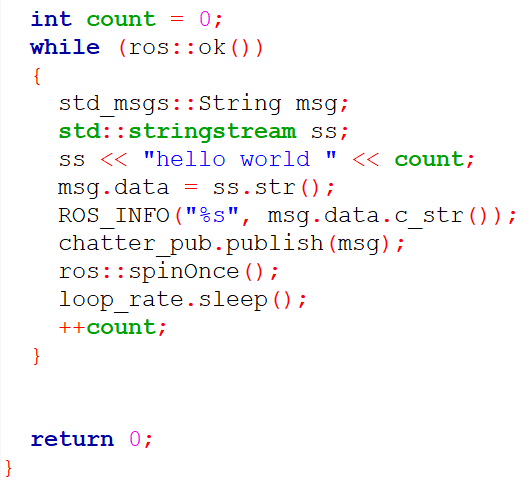 int count = 0;
while (ros::ok())
{
std_msgs::String msg;
std::stringstream ss;
ss << "hello world " << count;
msg.data = ss.str();
ROS_INFO("%s", msg.data.c_str());
chatter_pub.publish(msg);
ros::spinOnce();
loop_rate.sleep();
++count;
}
return 0;
}